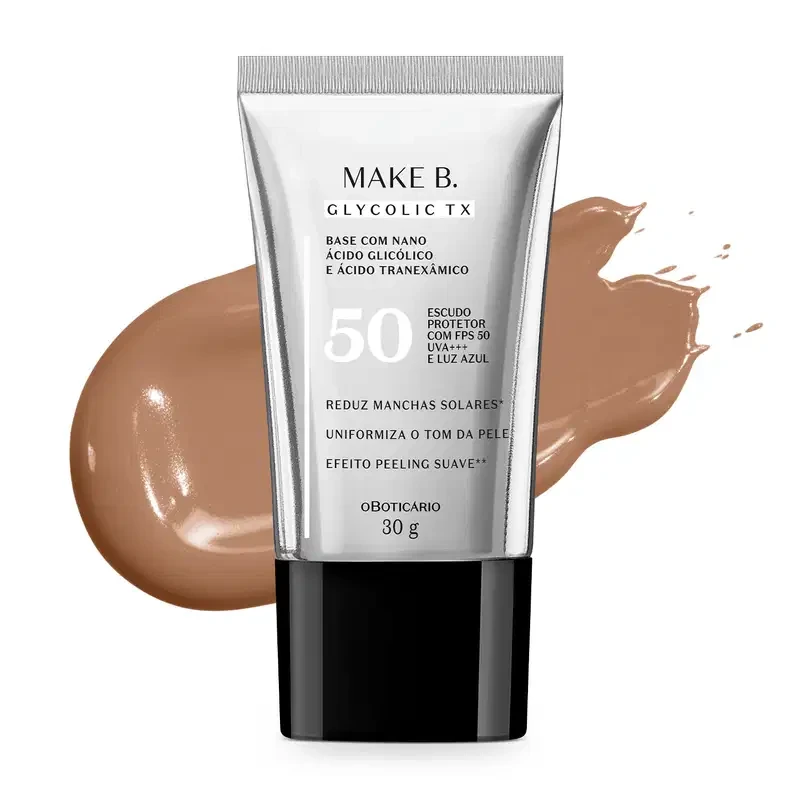 MAKE B.
GLYCOLIC TX
BASE COM NANO
ÁCIDO GLICÓLICO
E ÁCIDO TRANEXÂMICO
50
ESCUDO
PROTETOR
COM FPS 50
UVA+++
E LUZ AZUL
REDUZ MANCHAS SOLARES*
UNIFORMIZA O TOM DA PELE
EFEITO PEELING SUAVE**
oBOTICÁRIO
30 g